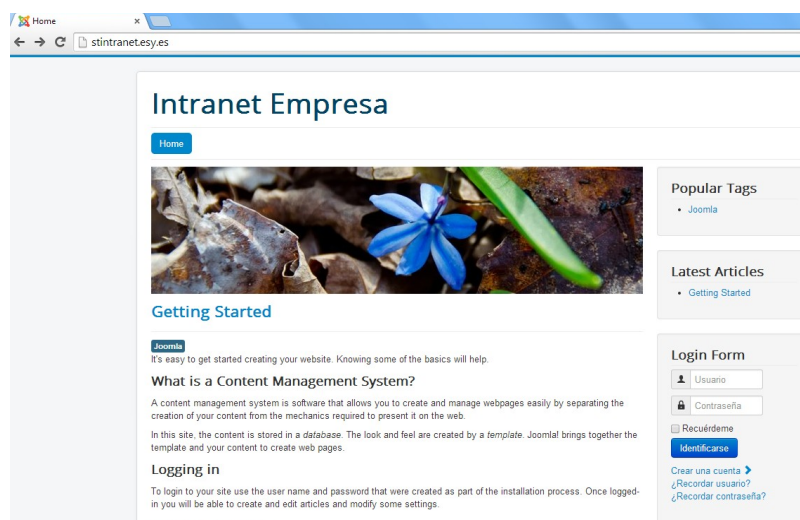 Home
stintranet.esy.es
Intranet Empresa
Home
Getting Started
Joomla
It's easy to get started creating your website. Knowing some of the basics will help.
What is a Content Management System?
A content management system is software that allows you to create and manage webpages easily by separating the
creation of your content from the mechanics required to present it on the web.
In this site, the content is stored in a database. The look and feel are created by a template. Joomla! brings together the
template and your content to create web pages.
Logging in
To login to your site use the user name and password that were created as part of the installation process. Once logged-
in you will be able to create and edit articles and modify some settings.
Popular Tags
Joomla
Latest Articles
Getting Started
Login Form
Usuario
Contraseña
Recuérdeme
Identificarse
Crear una cuenta
¿Recordar usuario?
¿Recordar contraseña?